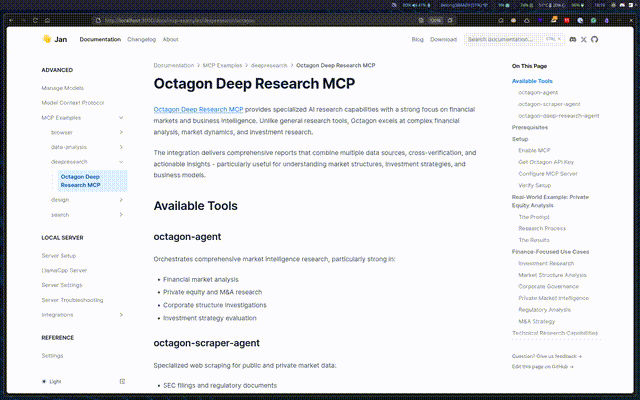 http://localhost:3000/docs/mcp-examples/deepresearch/octagon
120%
Jan
Documentation
Changelog
About
Blog
Download
Search documentation...
CTRL K
ADVANCED
Manage Models
Model Context Protocol
MCP Examples
browser
data-analysis
deepresearch
Octagon Deep
Research MCP
design
search
LOCAL SERVER
Server Setup
LlamaCpp Server
Server Settings
Server Troubleshooting
Integrations
REFERENCE
Settings
Light
Documentation > MCP Examples > deepresearch > Octagon Deep Research MCP
Octagon Deep Research MCP
Octagon Deep Research MCP provides specialized AI research capabilities with a strong focus on financial
markets and business intelligence. Unlike general research tools, Octagon excels at complex financial
analysis, market dynamics, and investment research.
The integration delivers comprehensive reports that combine multiple data sources, cross-verification, and
actionable insights - particularly useful for understanding market structures, investment strategies, and
business models.
Available Tools
octagon-agent
Orchestrates comprehensive market intelligence research, particularly strong in:
• Financial market analysis
• Private equity and M&A research
• Corporate structure investigations
• Investment strategy evaluation
octagon-scraper-agent
Specialized web scraping for public and private market data:
• SEC filings and regulatory documents
On This Page
Available Tools
octagon-agent
octagon-scraper-agent
octagon-deep-research-agent
Prerequisites
Setup
Enable MCP
Get Octagon API Key
Configure MCP Server
Verify Setup
Real-World Example: Private
Equity Analysis
The Prompt
Research Process
The Results
Finance-Focused Use Cases
Investment Research
Market Structure Analysis
Corporate Governance
Private Market Intelligence
Regulatory Analysis
M&A Strategy
Technical Research Capabilities
Question? Give us feedback →
Edit this page on GitHub →